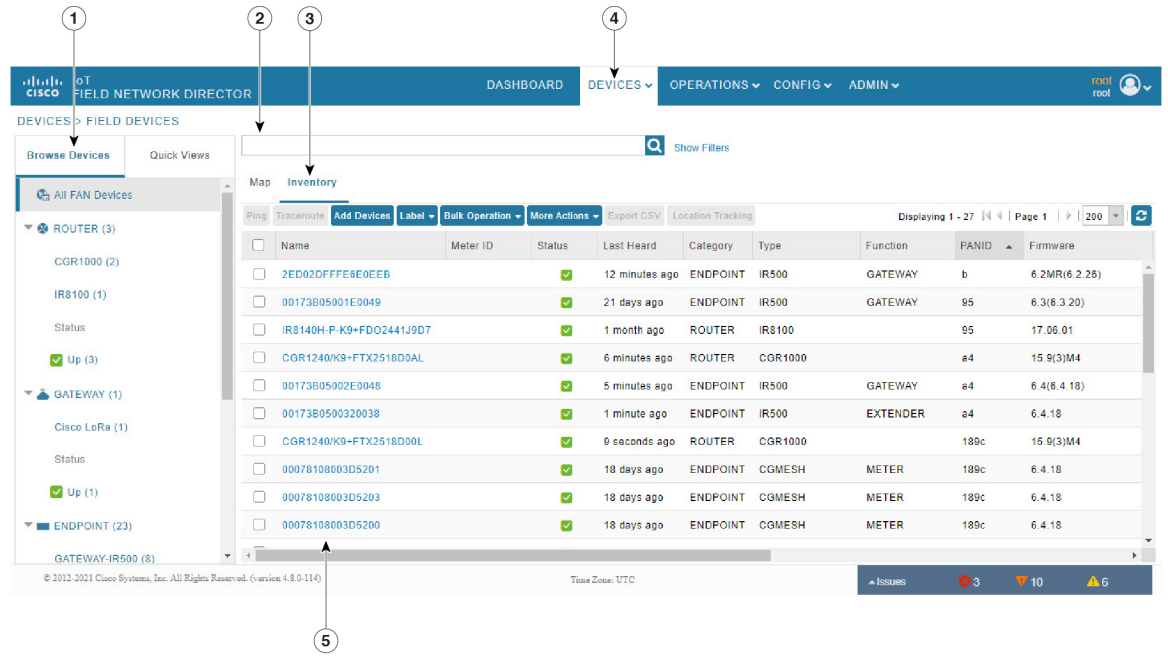 1 2 3 4
cisco IoT FIELD NETWORK DIRECTOR DASHBOARD DEVICES OPERATIONS CONFIG ADMIN root root
DEVICES > FIELD DEVICES
Browse Devices Quick Views
Show Filters
Map Inventory
All FAN Devices
ROUTER (3)
CGR1000 (2)
IR8100 (1)
Status
Up (3)
GATEWAY (1)
Cisco LoRa (1)
Status
Up (1)
ENDPOINT (23)
GATEWAY-IR500 (8)
Ping Traceroute Add Devices Label Bulk Operation More Actions Export CSV Location Tracking Displaying 1 - 27 Page 1 200
Name Meter ID Status Last Heard Category Type Function PANID Firmware
2ED02DFFFE6E0EEB 12 minutes ago ENDPOINT IR500 GATEWAY b 6.2MR(6.2.26)
00173B05001E0049 21 days ago ENDPOINT IR500 GATEWAY 95 6.3(6.3.20)
IR8140H-P-K9+FDO2441J9D7 1 month ago ROUTER IR8100 95 17.06.01
CGR1240/K9+FTX2518D0AL 6 minutes ago ROUTER CGR1000 a4 15.9(3)M4
00173B05002E0048 5 minutes ago ENDPOINT IR500 GATEWAY a4 6.4(6.4.18)
00173B0500320038 1 minute ago ENDPOINT IR500 EXTENDER a4 6.4.18
CGR1240/K9+FTX2518D00L 9 seconds ago ROUTER CGR1000 189c 15.9(3)M4
00078108003D5201 18 days ago ENDPOINT CGMESH METER 189c 6.4.18
00078108003D5203 18 days ago ENDPOINT CGMESH METER 189c 6.4.18
00078108003D5200 18 days ago ENDPOINT CGMESH METER 189c 6.4.18
© 2012-2021 Cisco Systems, Inc. All Rights Reserved. (version 4.8.0-114) Time Zone: UTC Issues 3 10 6
5